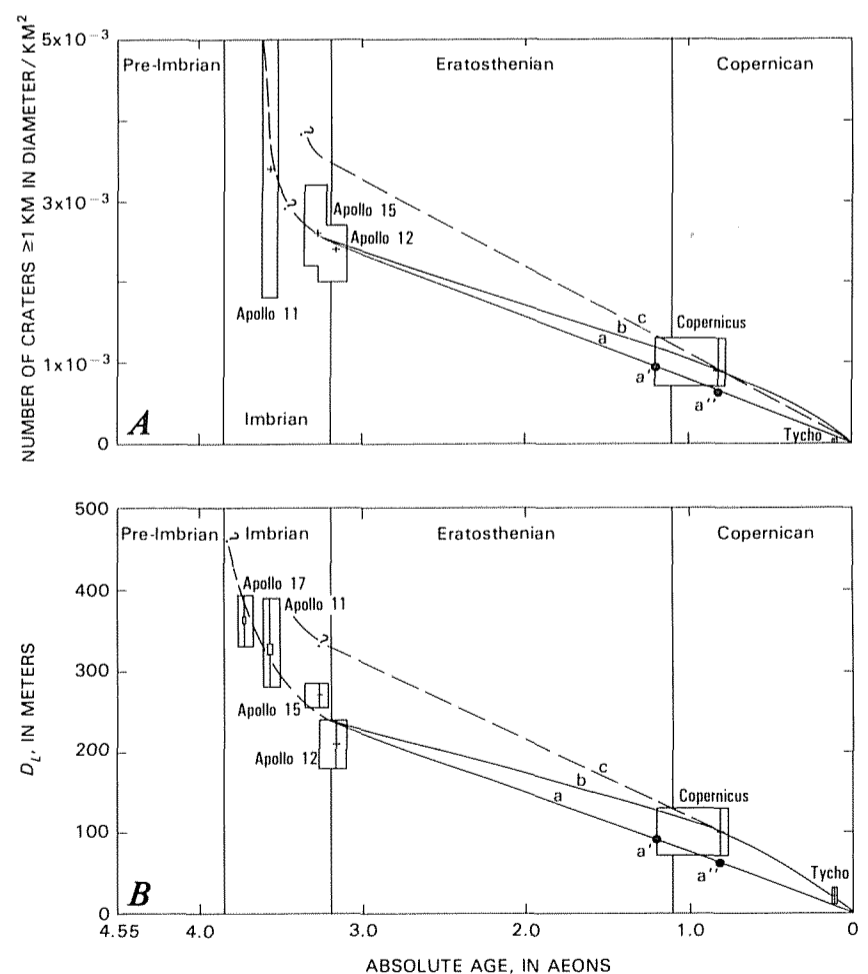 NUMBER OF CRATERS ≥1 KM IN DIAMETER/KM²
5x10⁻³
3x10⁻³
1x10⁻³
0
Pre-Imbrian
Eratosthenian
Copernican
?
?
Apollo 15
Apollo 12
Apollo 11
Copernicus
c
b
a
a'
a''
Imbrian
Tycho
A
D_L, IN METERS
500
400
300
200
100
0
Pre-Imbrian
Imbrian
Eratosthenian
Copernican
?
Apollo 17
Apollo 11
?
Apollo 15
Apollo 12
c
b
a
Copernicus
a'
a''
Tycho
B
4.55
4.0
3.0
2.0
1.0
0
ABSOLUTE AGE, IN AEONS